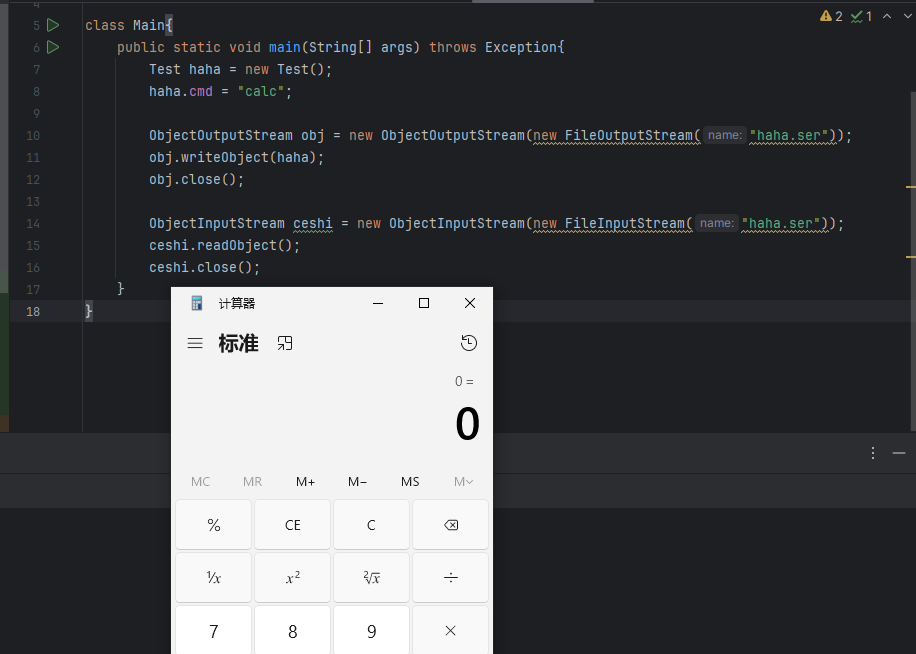 2 1
5 class Main{
6 public static void main(String[] args) throws Exception{
7 Test haha = new Test();
8 haha.cmd = "calc";
9
10 ObjectOutputStream obj = new ObjectOutputStream(new FileOutputStream( name: "haha.ser"));
11 obj.writeObject(haha);
12 obj.close();
13
14 ObjectInputStream ceshi = new ObjectInputStream(new FileInputStream( name: "haha.ser"));
15 ceshi.readObject();
16 ceshi.close();
17 }
18 }
计算器
标准
0 =
0
MC MR M+ M− MS M
% CE C
¹/x x² ²√x ÷
7 8 9 ×